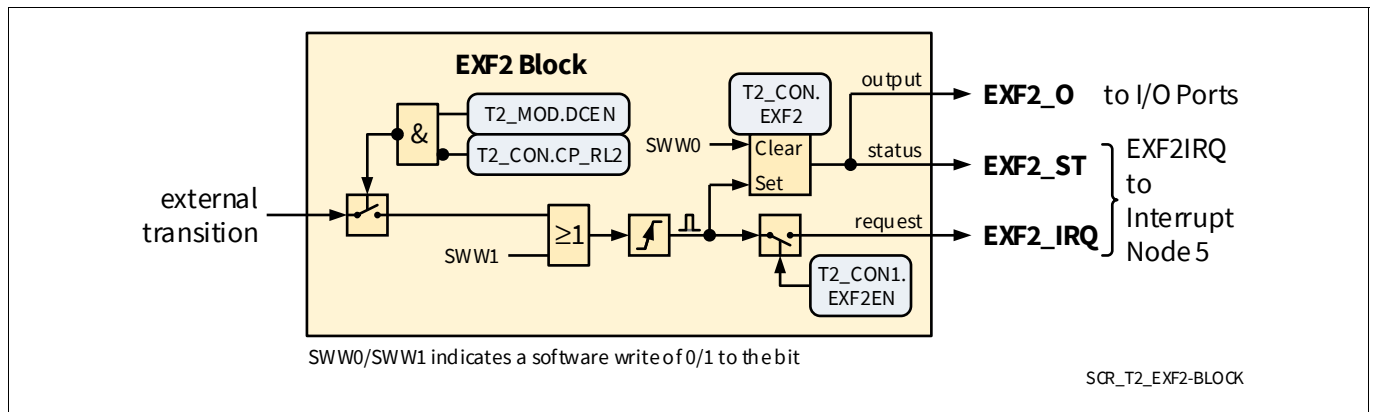 EXF2 Block
T2_MOD.DCEN
&
T2_CON.CP_RL2
T2_CON.
EXF2
SWW0
Clear
Set
output
EXF2_O to I/O Ports
status
EXF2_ST
EXF2IRQ
to
Interrupt
Node 5
external
transition
≥1
SWW1
request
EXF2_IRQ
T2_CON1.
EXF2EN
SWW0/SWW1 indicates a software write of 0/1 to the bit
SCR_T2_EXF2-BLOCK